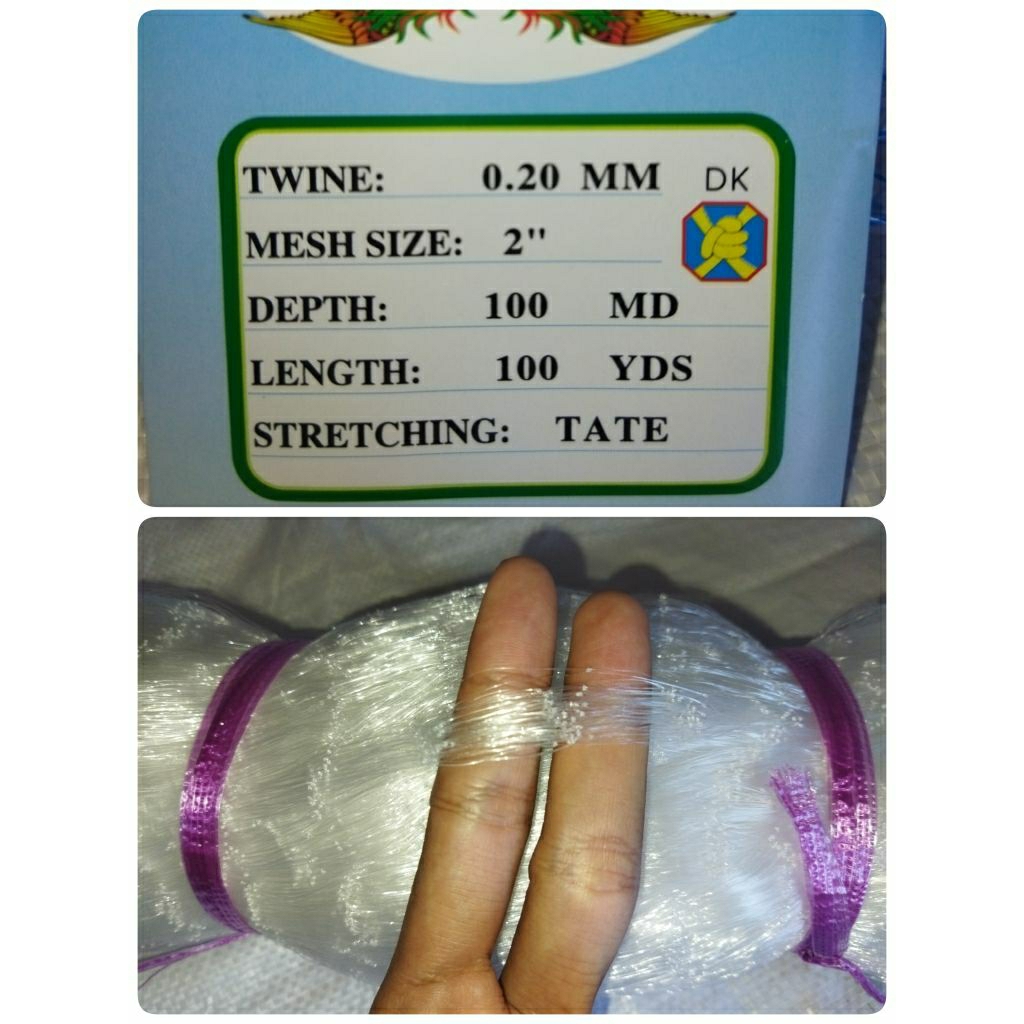 TWINE: 0.20 MM DK
MESH SIZE: 2"
DEPTH: 100 MD
LENGTH: 100 YDS
STRETCHING: TATE